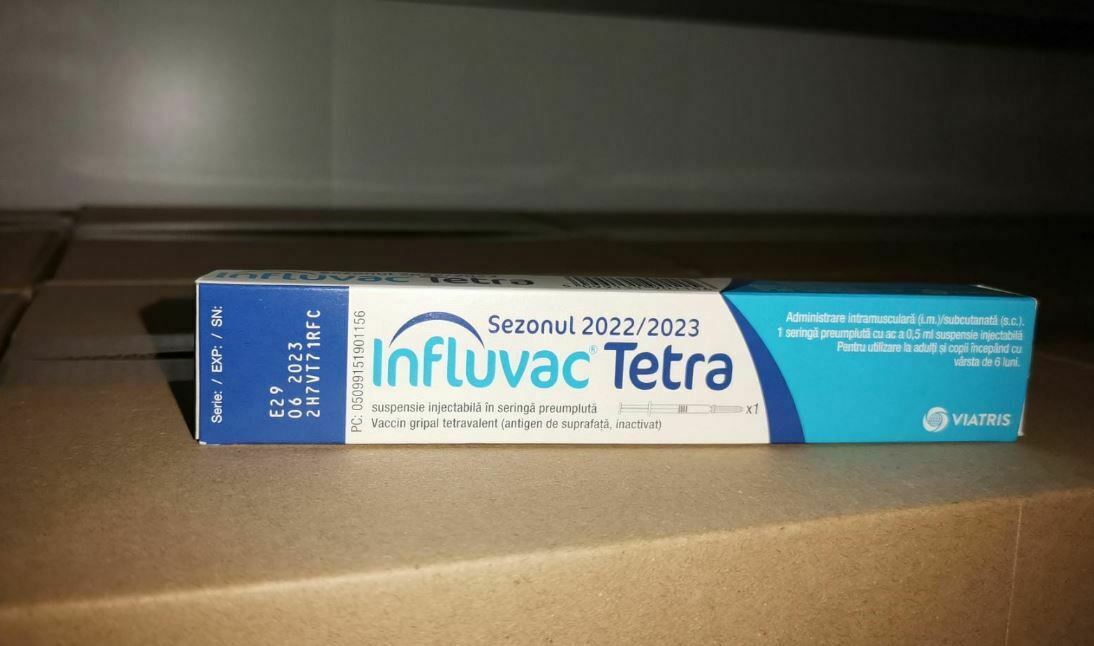 Influvac Tetra
Serie: / EXP: / SN:
E29
06 2023
2H7VT71RFC
PC: 05099151901156
Sezonul 2022/2023
Influvac® Tetra
suspensie injectabilă în seringă preumplută
x1
Vaccin gripal tetravalent (antigen de suprafață, inactivat)
Administrare intramusculară (i.m.)/subcutanată (s.c.).
1 seringă preumplută cu ac a 0,5 ml suspensie injectabilă
Pentru utilizare la adulți și copii începând cu
vârsta de 6 luni.
VIATRIS